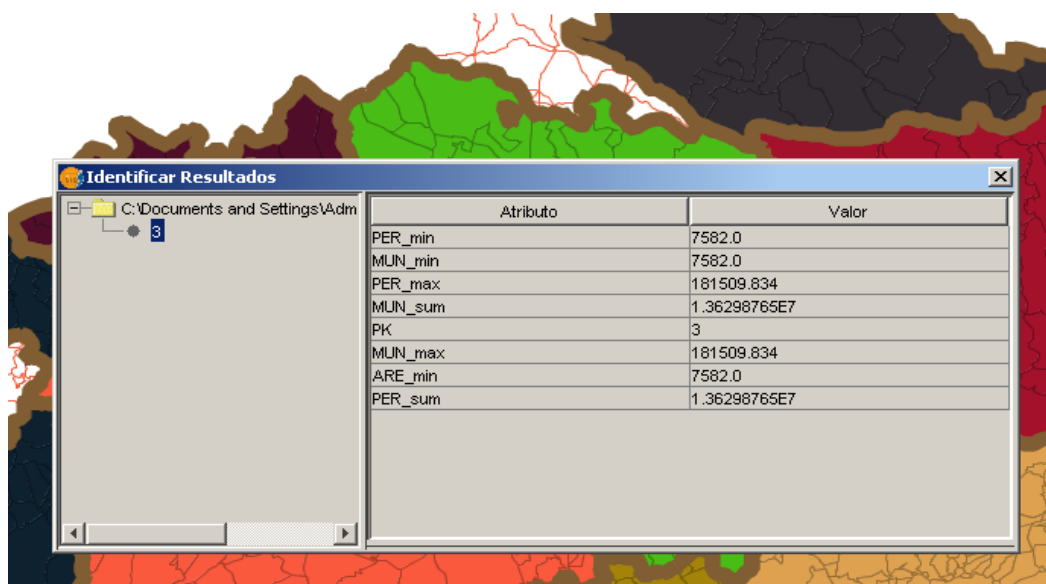 Identificar Resultados
C:\Documents and Settings\Adm
3
Atributo Valor
PER_min 7582.0
MUN_min 7582.0
PER_max 181509.834
MUN_sum 1.36298765E7
PK 3
MUN_max 181509.834
ARE_min 7582.0
PER_sum 1.36298765E7